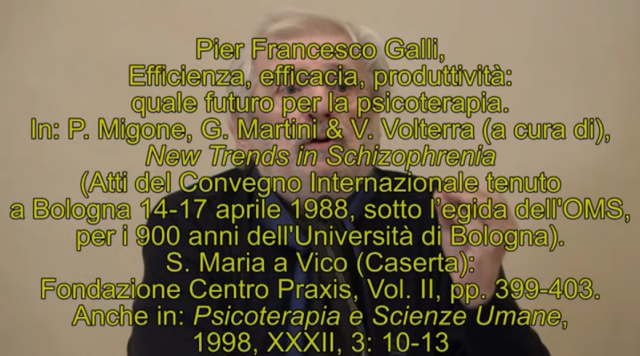 Pier Francesco Galli,
Efficienza, efficacia, produttività:
quale futuro per la psicoterapia.
In: P. Migone, G. Martini & V. Volterra (a cura di),
New Trends in Schizophrenia
(Atti del Convegno Internazionale tenuto
a Bologna 14-17 aprile 1988, sotto l'egida dell'OMS,
per i 900 anni dell'Università di Bologna).
S. Maria a Vico (Caserta):
Fondazione Centro Praxis, Vol. II, pp. 399-403.
Anche in: Psicoterapia e Scienze Umane,
1998, XXXII, 3: 10-13